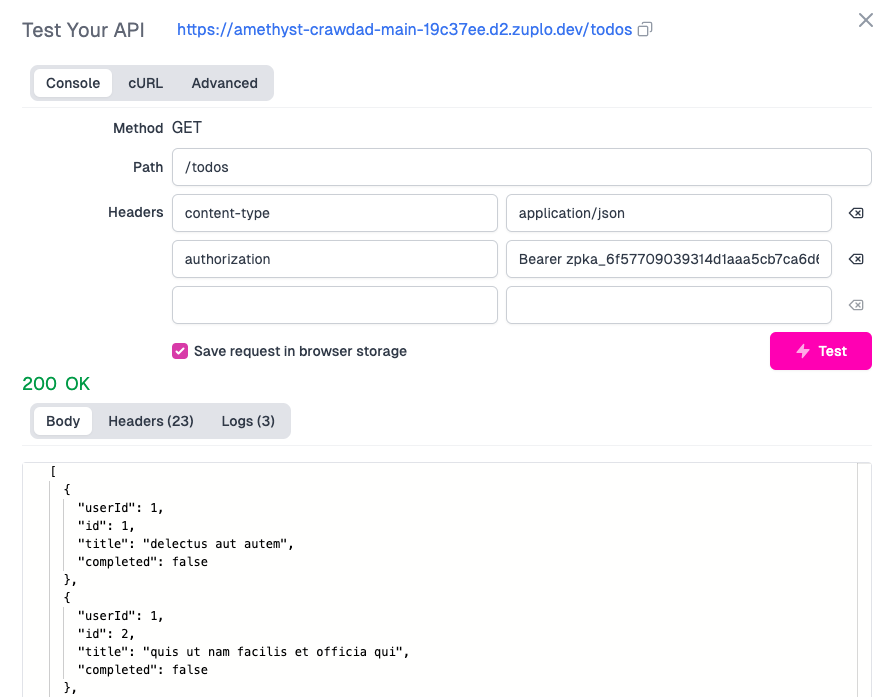 Test Your API https://amethyst-crawdad-main-19c37ee.d2.zuplo.dev/todos
Console cURL Advanced
Method GET
Path /todos
Headers content-type application/json
authorization Bearer zpka_6f57709039314d1aaa5cb7ca6d6
Save request in browser storage Test
200 OK
Body Headers (23) Logs (3)
[
{
"userId": 1,
"id": 1,
"title": "delectus aut autem",
"completed": false
},
{
"userId": 1,
"id": 2,
"title": "quis ut nam facilis et officia qui",
"completed": false
},